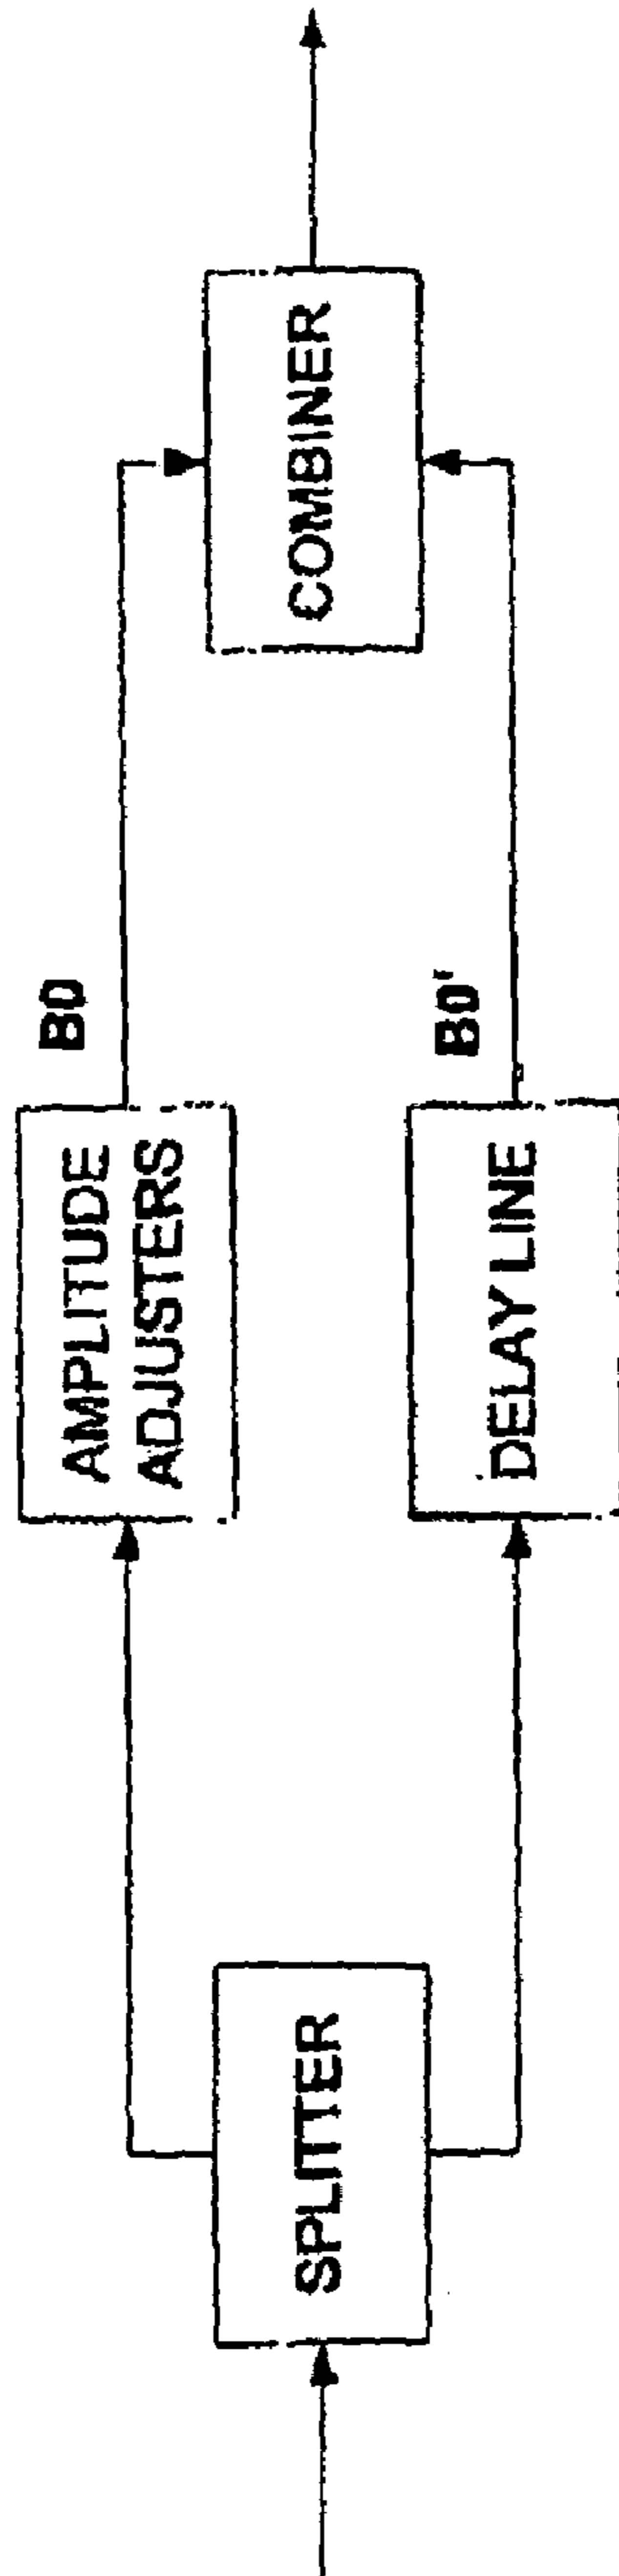 SPLITTER
AMPLITUDE
ADJUSTERS
B0
DELAY LINE
B0'
COMBINER